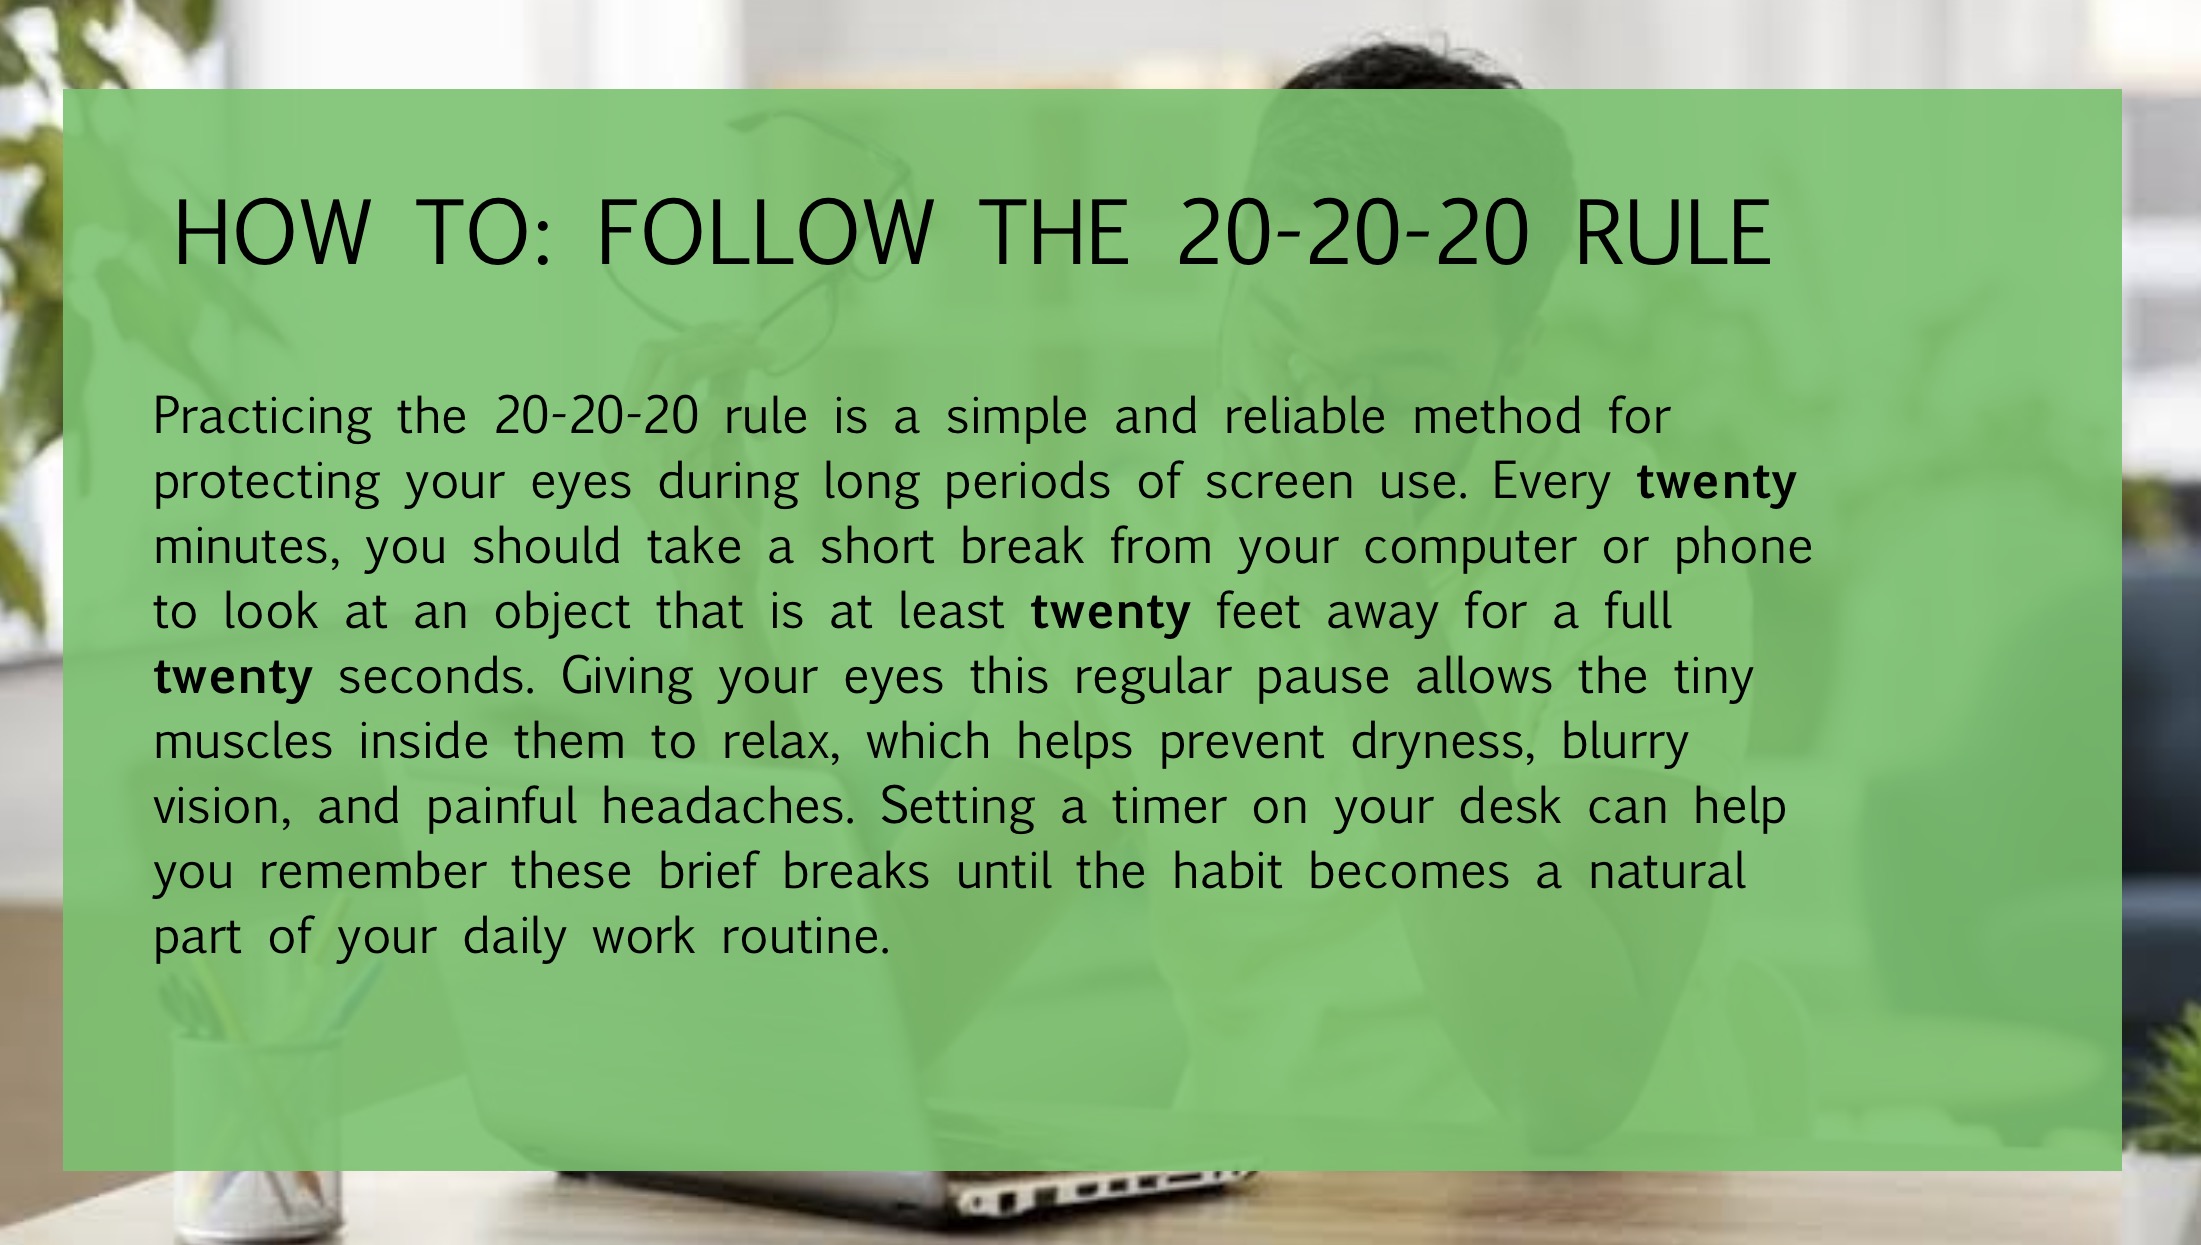 HOW TO: FOLLOW THE 20-20-20 RULE
Practicing the 20-20-20 rule is a simple and reliable method for
protecting your eyes during long periods of screen use. Every twenty
minutes, you should take a short break from your computer or phone
to look at an object that is at least twenty feet away for a full
twenty seconds. Giving your eyes this regular pause allows the tiny
muscles inside them to relax, which helps prevent dryness, blurry
vision, and painful headaches. Setting a timer on your desk can help
you remember these brief breaks until the habit becomes a natural
part of your daily work routine.